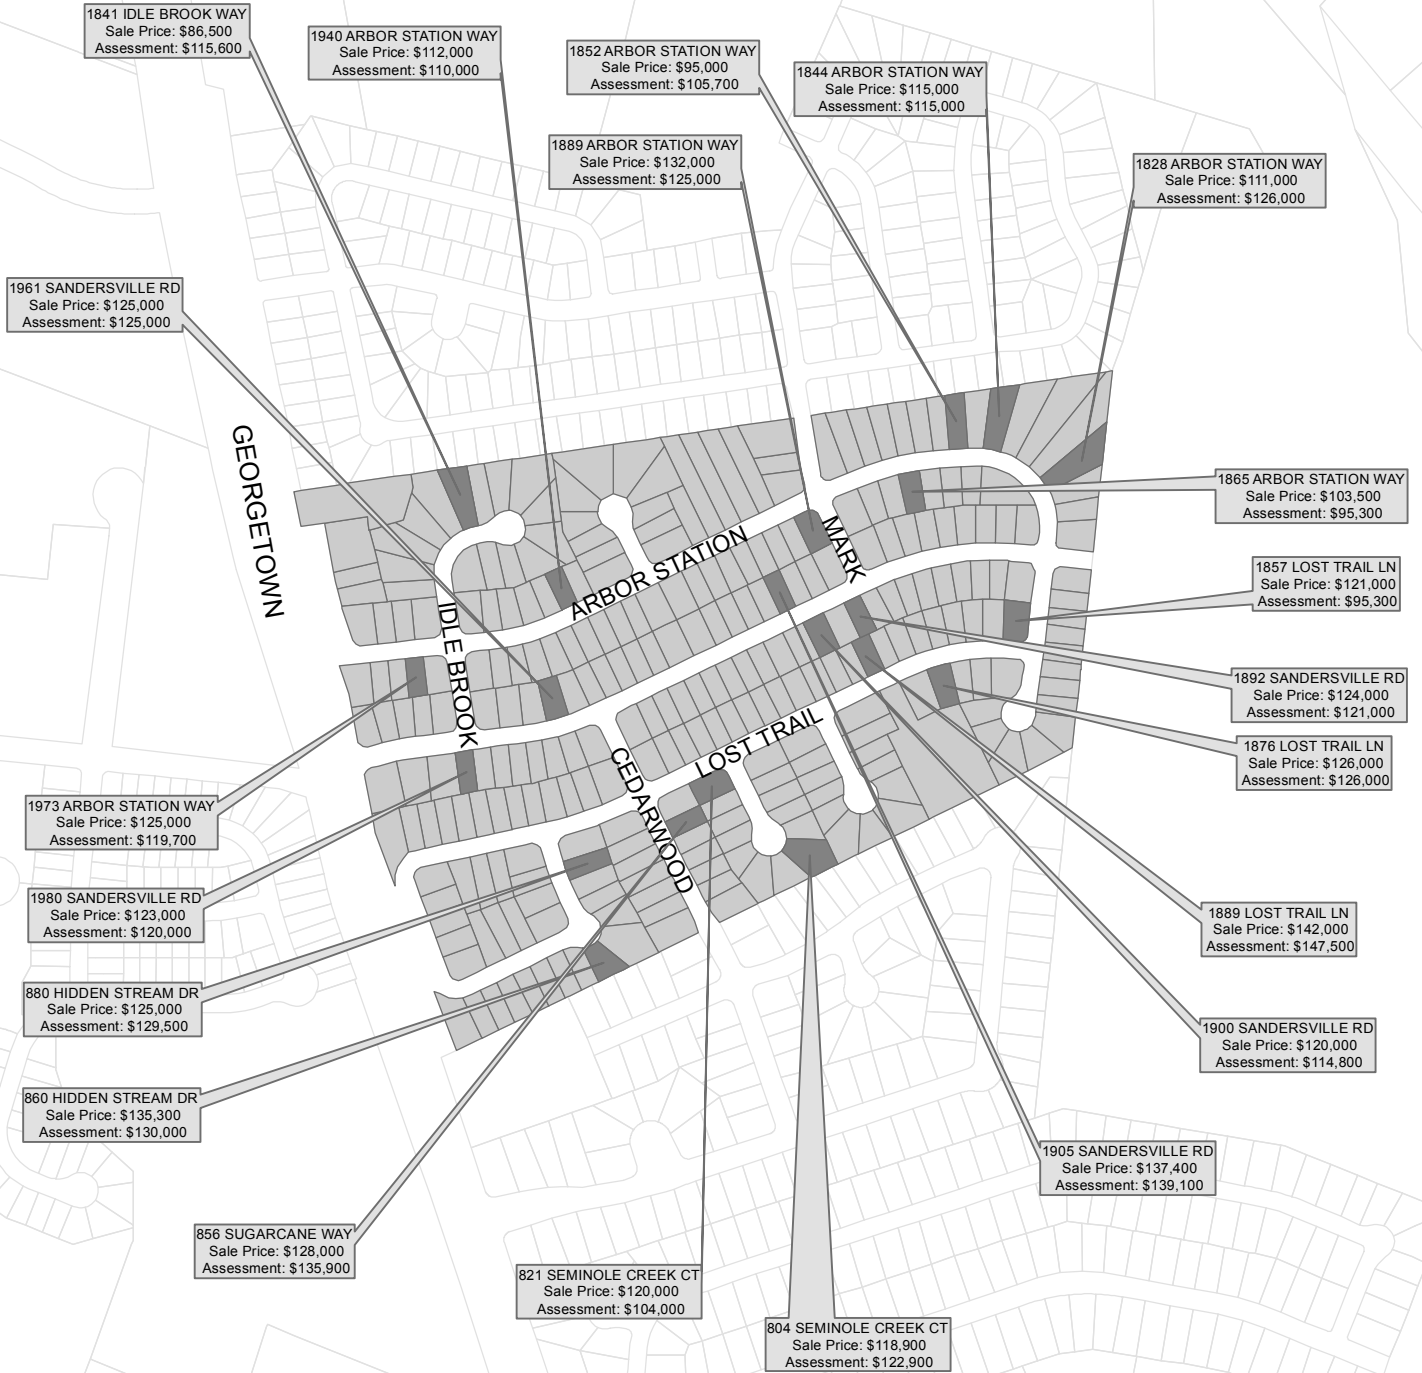 1841 IDLE BROOK WAY
Sale Price: $86,500
Assessment: $115,600
1940 ARBOR STATION WAY
Sale Price: $112,000
Assessment: $110,000
1852 ARBOR STATION WAY
Sale Price: $95,000
Assessment: $105,700
1844 ARBOR STATION WAY
Sale Price: $115,000
Assessment: $115,000
1889 ARBOR STATION WAY
Sale Price: $132,000
Assessment: $125,000
1828 ARBOR STATION WAY
Sale Price: $111,000
Assessment: $126,000
1961 SANDERSVILLE RD
Sale Price: $125,000
Assessment: $125,000
GEORGETOWN
1865 ARBOR STATION WAY
Sale Price: $103,500
Assessment: $95,300
MARK
ARBOR STATION
1857 LOST TRAIL LN
Sale Price: $121,000
Assessment: $95,300
IDLE BROOK
1892 SANDERSVILLE RD
Sale Price: $124,000
Assessment: $121,000
LOST TRAIL
1876 LOST TRAIL LN
Sale Price: $126,000
Assessment: $126,000
CEDARWOOD
1973 ARBOR STATION WAY
Sale Price: $125,000
Assessment: $119,700
1980 SANDERSVILLE RD
Sale Price: $123,000
Assessment: $120,000
1889 LOST TRAIL LN
Sale Price: $142,000
Assessment: $147,500
880 HIDDEN STREAM DR
Sale Price: $125,000
Assessment: $129,500
1900 SANDERSVILLE RD
Sale Price: $120,000
Assessment: $114,800
860 HIDDEN STREAM DR
Sale Price: $135,300
Assessment: $130,000
1905 SANDERSVILLE RD
Sale Price: $137,400
Assessment: $139,100
856 SUGARCANE WAY
Sale Price: $128,000
Assessment: $135,900
821 SEMINOLE CREEK CT
Sale Price: $120,000
Assessment: $104,000
804 SEMINOLE CREEK CT
Sale Price: $118,900
Assessment: $122,900